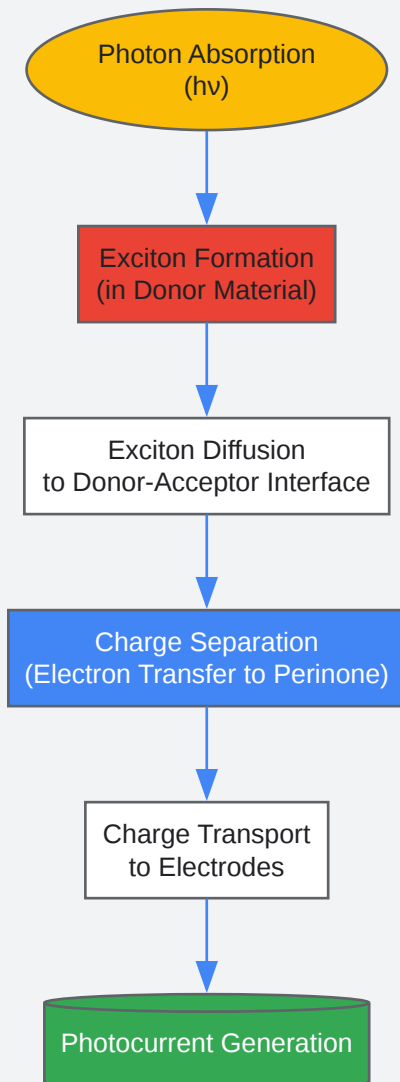 Photon Absorption
(hν)
Exciton Formation
(in Donor Material)
Exciton Diffusion
to Donor-Acceptor Interface
Charge Separation
(Electron Transfer to Perinone)
Charge Transport
to Electrodes
Photocurrent Generation